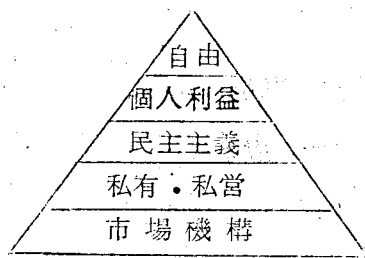 自由
個人利益
民主主義
私有・私営
市場機構